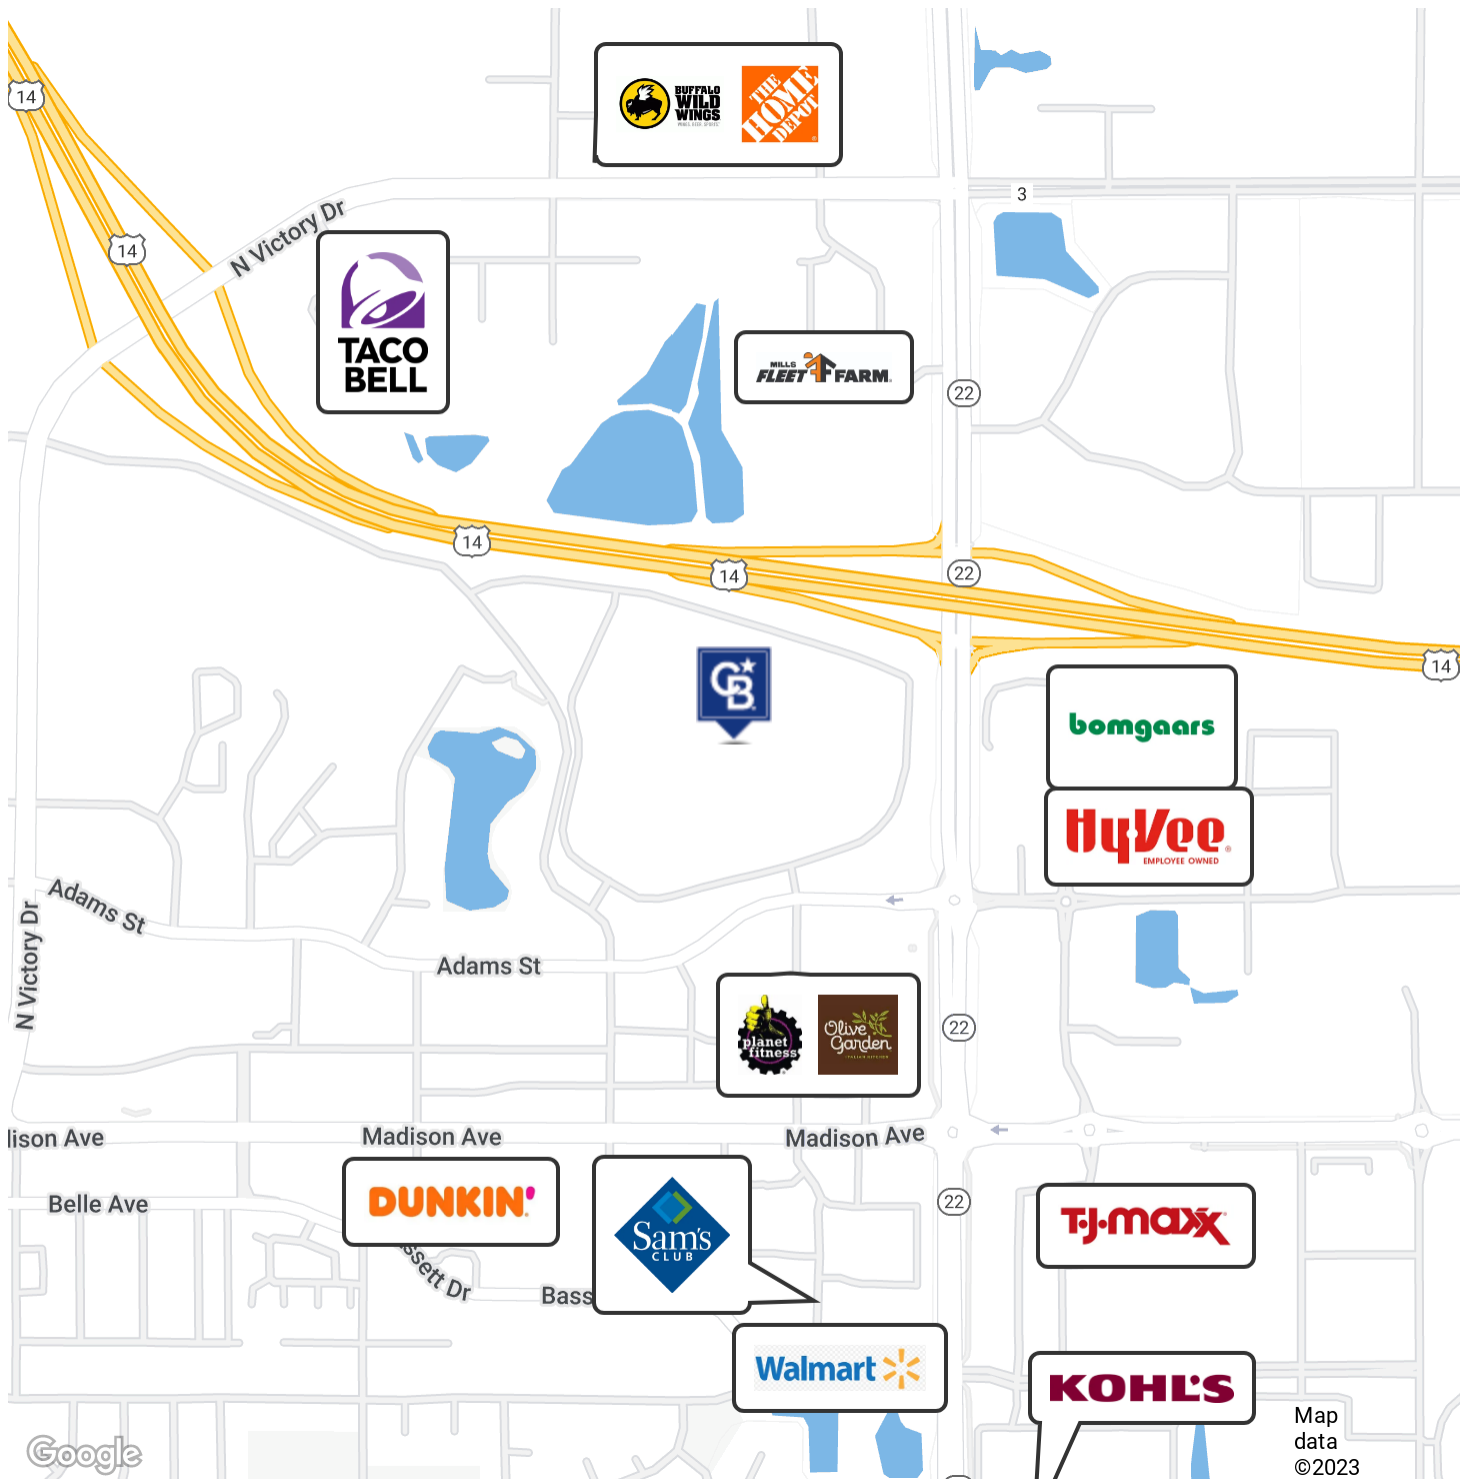 14
BUFFALO
WILD
WINGS
THE
HOME
DEPOT
3
N Victory Dr
14
TACO
BELL
MILLS
FLEET FARM
22
14
14
22
14
CB
bomgaars
HyVee
EMPLOYEE OWNED
Adams St
N Victory Dr
Adams St
planet
fitness
Olive
Garden
ITALIAN KITCHEN
22
lison Ave
Madison Ave
Madison Ave
Belle Ave
DUNKIN'
Sam's
CLUB
22
T·J·maxx
ssett Dr
Bass
Walmart
KOHL'S
Map
data
©2023
Google